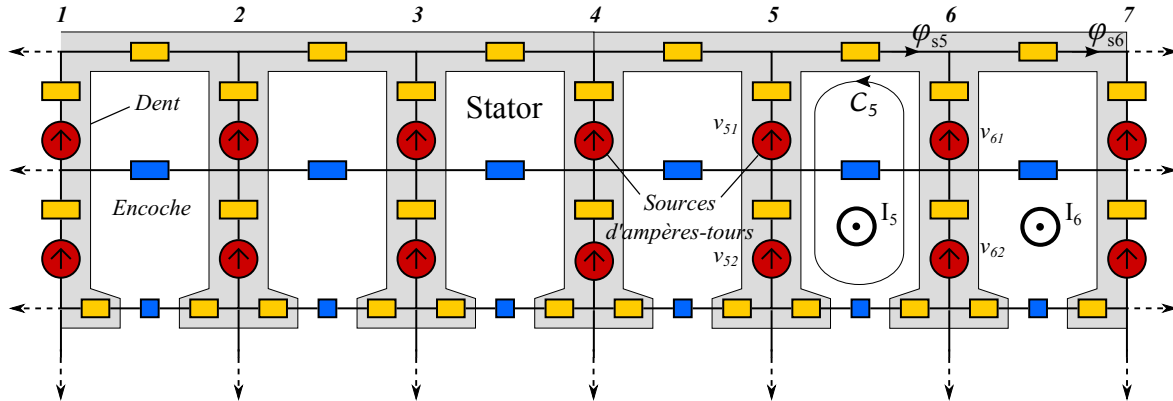 1 2 3 4 5 6 7
φs5 φs6
Dent
Stator
C5
v51
v61
Encoche
Sources
d'ampères-tours
I5
I6
v52
v62